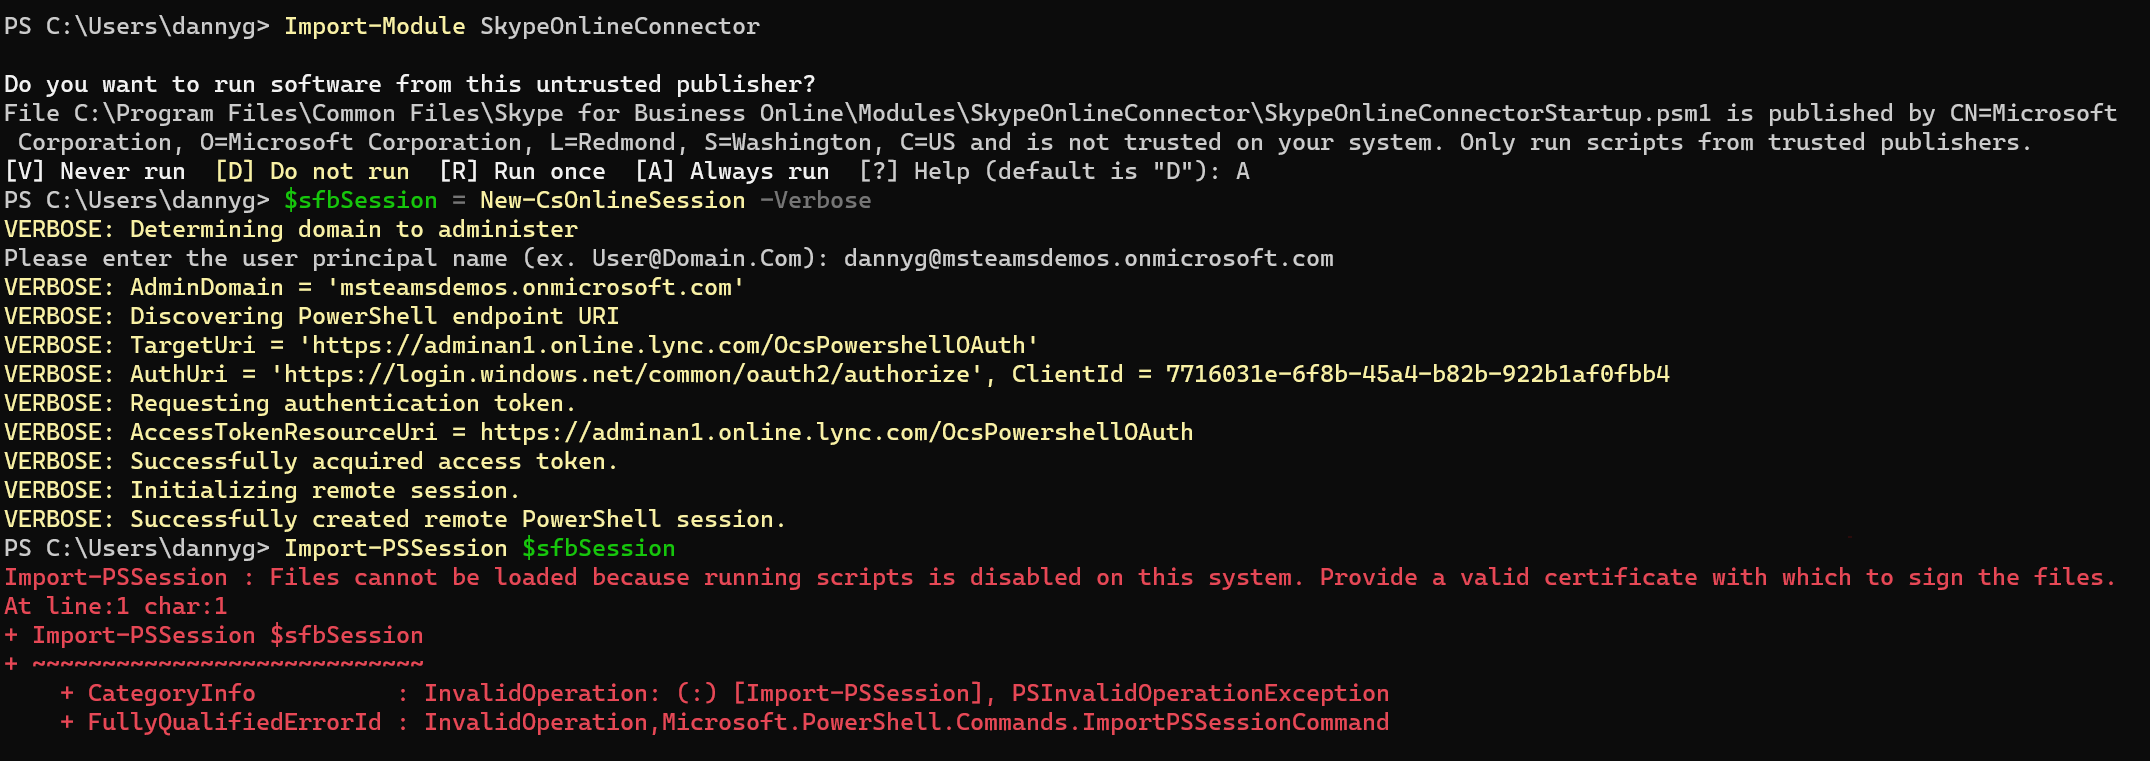 PS C:\Users\dannyg> Import-Module SkypeOnlineConnector
Do you want to run software from this untrusted publisher?
File C:\Program Files\Common Files\Skype for Business Online\Modules\SkypeOnlineConnector\SkypeOnlineConnectorStartup.psm1 is published by CN=Microsoft
 Corporation, O=Microsoft Corporation, L=Redmond, S=Washington, C=US and is not trusted on your system. Only run scripts from trusted publishers.
[V] Never run  [D] Do not run  [R] Run once  [A] Always run  [?] Help (default is "D"): A
PS C:\Users\dannyg> $sfbSession = New-CsOnlineSession -Verbose
VERBOSE: Determining domain to administer
Please enter the user principal name (ex. User@Domain.Com): dannyg@msteamsdemos.onmicrosoft.com
VERBOSE: AdminDomain = 'msteamsdemos.onmicrosoft.com'
VERBOSE: Discovering PowerShell endpoint URI
VERBOSE: TargetUri = 'https://adminan1.online.lync.com/OcsPowershellOAuth'
VERBOSE: AuthUri = 'https://login.windows.net/common/oauth2/authorize', ClientId = 7716031e-6f8b-45a4-b82b-922b1af0fbb4
VERBOSE: Requesting authentication token.
VERBOSE: AccessTokenResourceUri = https://adminan1.online.lync.com/OcsPowershellOAuth
VERBOSE: Successfully acquired access token.
VERBOSE: Initializing remote session.
VERBOSE: Successfully created remote PowerShell session.
PS C:\Users\dannyg> Import-PSSession $sfbSession
Import-PSSession : Files cannot be loaded because running scripts is disabled on this system. Provide a valid certificate with which to sign the files.
At line:1 char:1
+ Import-PSSession $sfbSession
+ ~~~~~~~~~~~~~~~~~~~~~~~~~~~~
    + CategoryInfo          : InvalidOperation: (:) [Import-PSSession], PSInvalidOperationException
    + FullyQualifiedErrorId : InvalidOperation,Microsoft.PowerShell.Commands.ImportPSSessionCommand